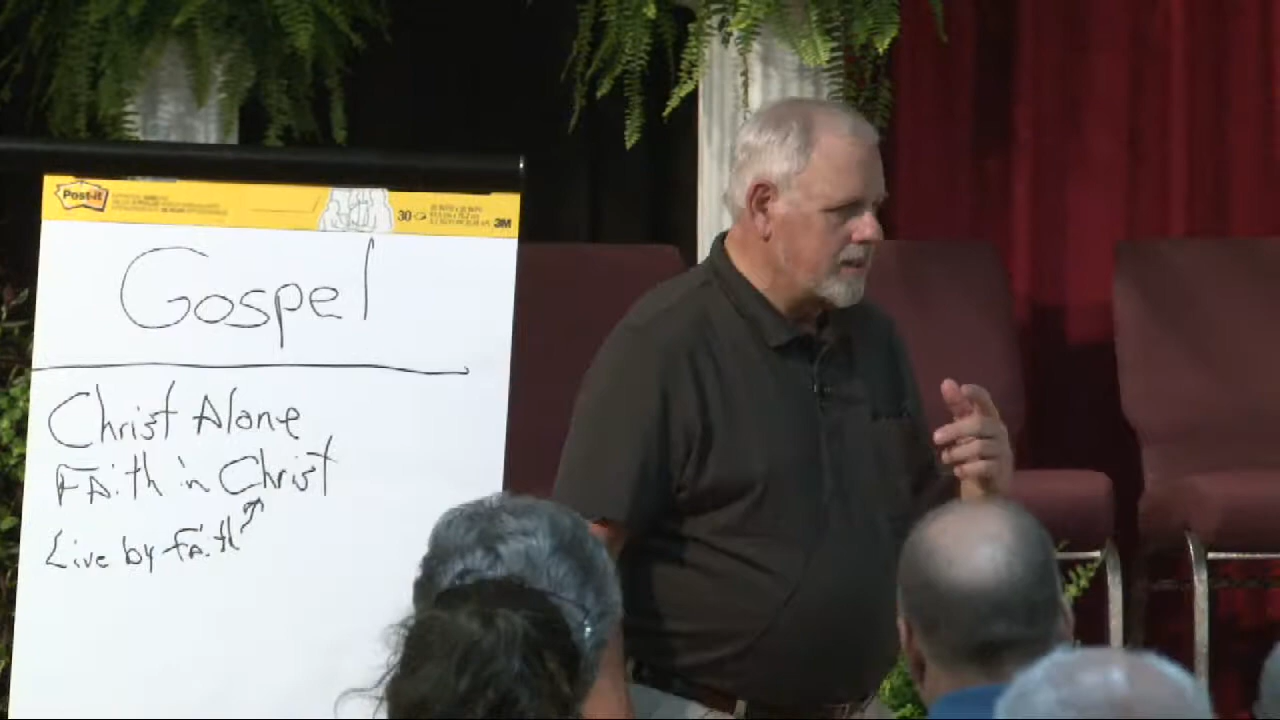 Post-it
30
3M
Gospel
Christ Alone
FAith in Christ
Live by fAith